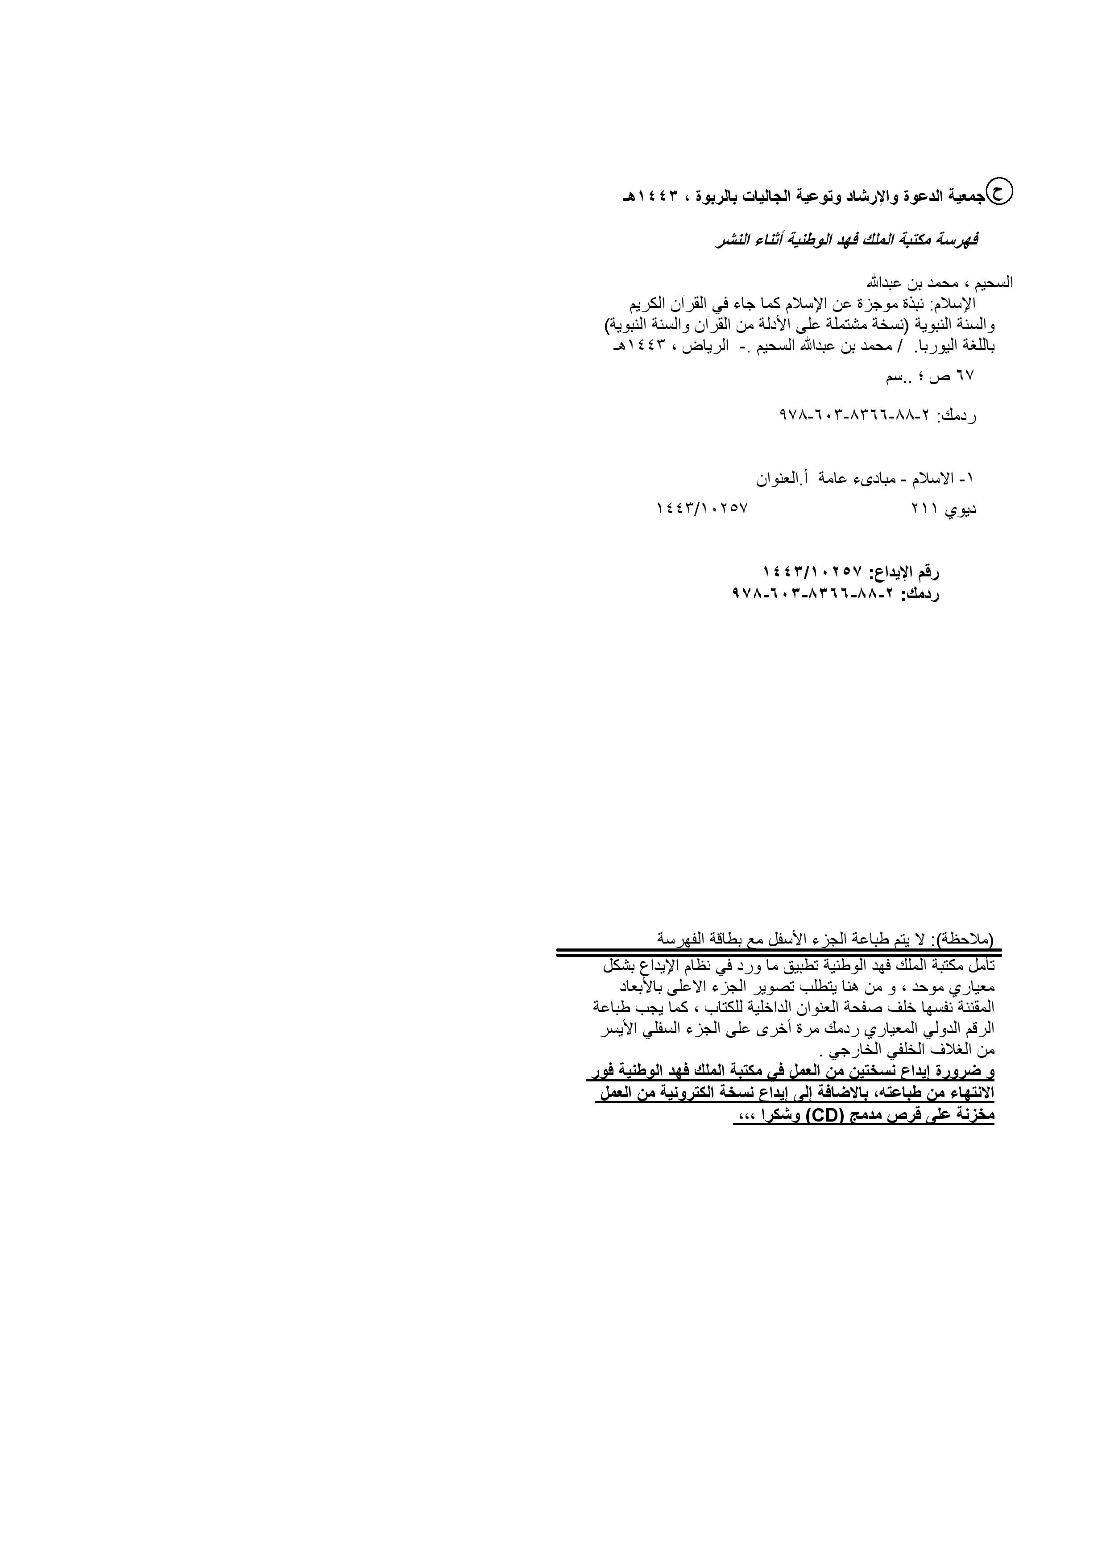 ح جمعية الدعوة والإرشاد وتوعية الجاليات بالربوة ، ١٤٤٣هـ
فهرسة مكتبة الملك فهد الوطنية أثناء النشر
السحيم ، محمد بن عبدالله
الإسلام: نبذة موجزة عن الإسلام كما جاء في القرآن الكريم
والسنة النبوية (نسخة مشتملة على الأدلة من القرآن والسنة النبوية)
باللغة اليوربا. / محمد بن عبدالله السحيم .- الرياض ، ١٤٤٣هـ
٦٧ ص ؛ ..سم
ردمك: ٢-٨٨-٨٣٦٦-٦٠٣-٩٧٨
١- الاسلام - مبادىء عامة أ.العنوان
ديوي ٢١١ ١٤٤٣/١٠٢٥٧
رقم الإيداع: ١٤٤٣/١٠٢٥٧
ردمك: ٢-٨٨-٨٣٦٦-٦٠٣-٩٧٨
(ملاحظة): لا يتم طباعة الجزء الأسفل مع بطاقة الفهرسة
تأمل مكتبة الملك فهد الوطنية تطبيق ما ورد في نظام الإيداع بشكل
معياري موحد ، و من هنا يتطلب تصوير الجزء الاعلى بالأبعاد
المقننة نفسها خلف صفحة العنوان الداخلية للكتاب ، كما يجب طباعة
الرقم الدولي المعياري ردمك مرة أخرى على الجزء السفلي الأيسر
من الغلاف الخلفي الخارجي .
و ضرورة إيداع نسختين من العمل في مكتبة الملك فهد الوطنية فور
الانتهاء من طباعته، بالاضافة إلى إيداع نسخة الكترونية من العمل
مخزنة على قرص مدمج (CD) وشكرا ،،،